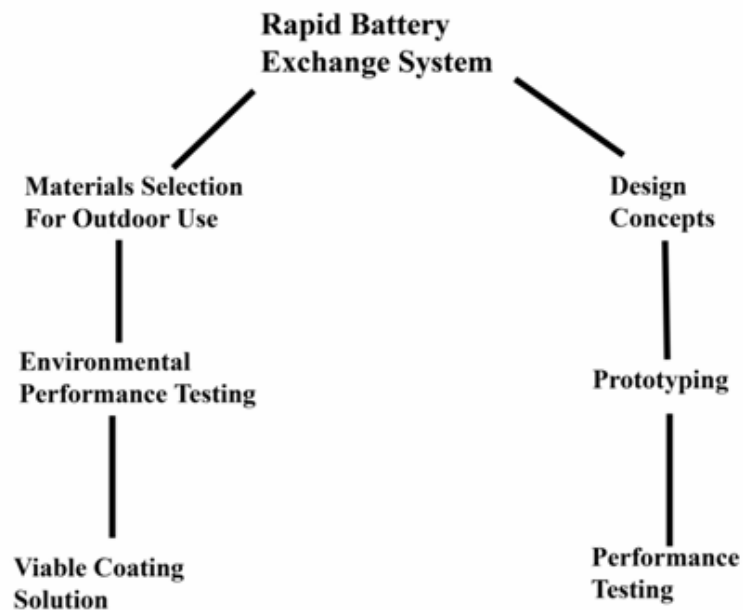 Rapid Battery
Exchange System
Materials Selection
For Outdoor Use
Design
Concepts
Environmental
Performance Testing
Prototyping
Viable Coating
Solution
Performance
Testing